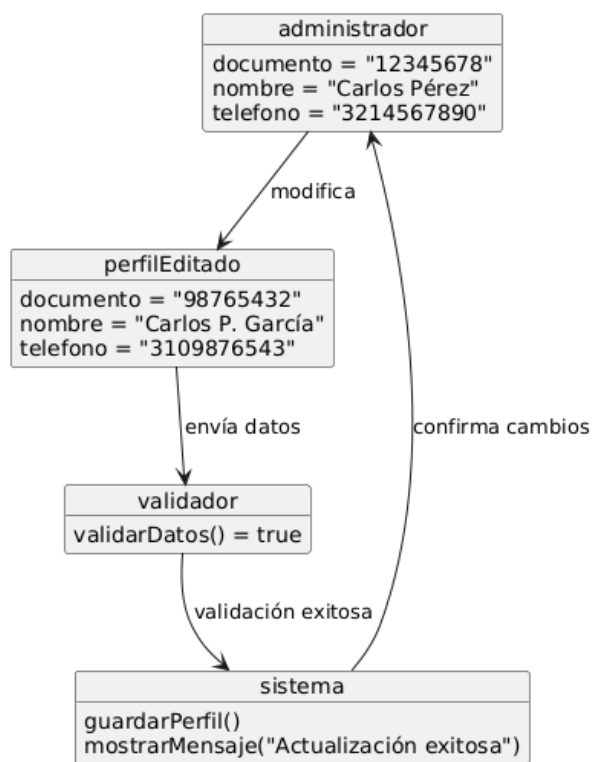 administrador
documento = "12345678"
nombre = "Carlos Pérez"
telefono = "3214567890"
modifica
perfilEditado
documento = "98765432"
nombre = "Carlos P. García"
telefono = "3109876543"
envía datos
confirma cambios
validador
validarDatos() = true
validación exitosa
sistema
guardarPerfil()
mostrarMensaje("Actualización exitosa")